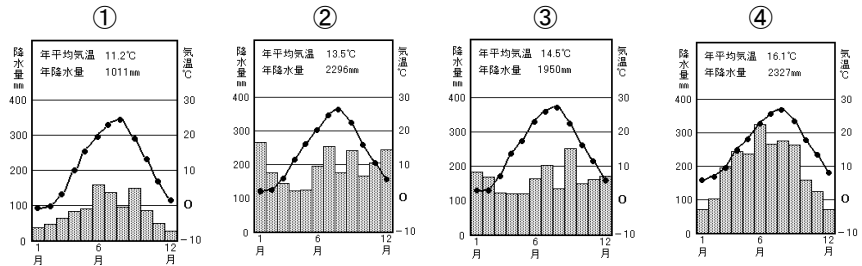 ①
降水量mm
気温℃
年平均気温 11.2℃
年降水量 1011mm
400
300
200
100
0
30
20
10
0
-10
1月
6月
12月
②
降水量mm
気温℃
年平均気温 13.5℃
年降水量 2296mm
400
300
200
100
0
30
20
10
0
-10
1月
6月
12月
③
降水量mm
気温℃
年平均気温 14.5℃
年降水量 1950mm
400
300
200
100
0
30
20
10
0
-10
1月
6月
12月
④
降水量mm
気温℃
年平均気温 16.1℃
年降水量 2327mm
400
300
200
100
0
30
20
10
0
-10
1月
6月
12月